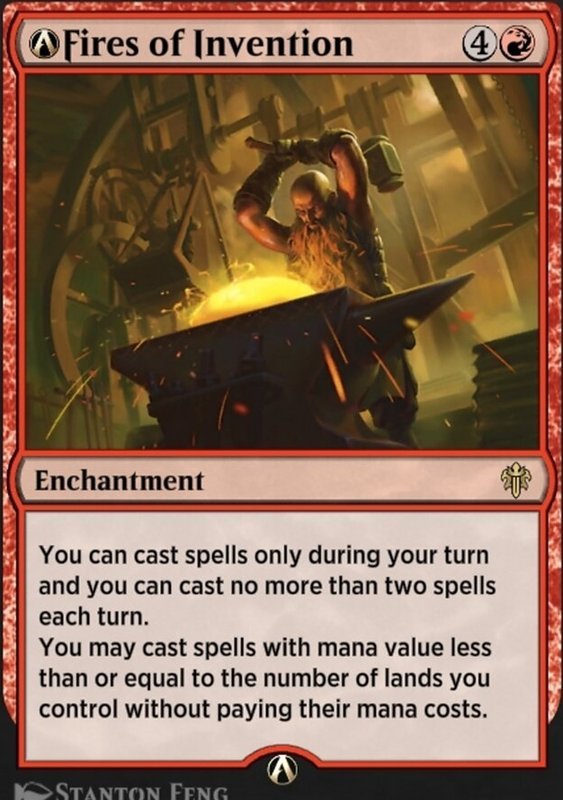 Fires of Invention 4
Enchantment
You can cast spells only during your turn
and you can cast no more than two spells
each turn.
You may cast spells with mana value less
than or equal to the number of lands you
control without paying their mana costs.
STANTON FENG